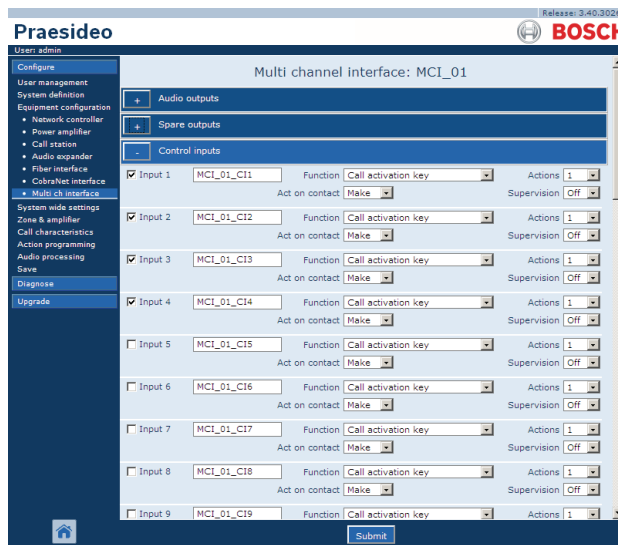 Release: 3.40.302
Praesideo
BOSCH
User: admin
Configure
User management
System definition
Equipment configuration
• Network controller
• Power amplifier
• Call station
• Audio expander
• Fiber interface
• CobraNet interface
• Multi ch interface
System wide settings
Zone & amplifier
Call characteristics
Action programming
Audio processing
Save
Diagnose
Upgrade
Multi channel interface: MCI_01
+ Audio outputs
+ Spare outputs
- Control inputs
Input 1 MCI_01_CI1 Function Call activation key Actions 1
Act on contact Make Supervision Off
Input 2 MCI_01_CI2 Function Call activation key Actions 1
Act on contact Make Supervision Off
Input 3 MCI_01_CI3 Function Call activation key Actions 1
Act on contact Make Supervision Off
Input 4 MCI_01_CI4 Function Call activation key Actions 1
Act on contact Make Supervision Off
Input 5 MCI_01_CI5 Function Call activation key Actions 1
Act on contact Make Supervision Off
Input 6 MCI_01_CI6 Function Call activation key Actions 1
Act on contact Make Supervision Off
Input 7 MCI_01_CI7 Function Call activation key Actions 1
Act on contact Make Supervision Off
Input 8 MCI_01_CI8 Function Call activation key Actions 1
Act on contact Make Supervision Off
Input 9 MCI_01_CI9 Function Call activation key Actions 1
Submit